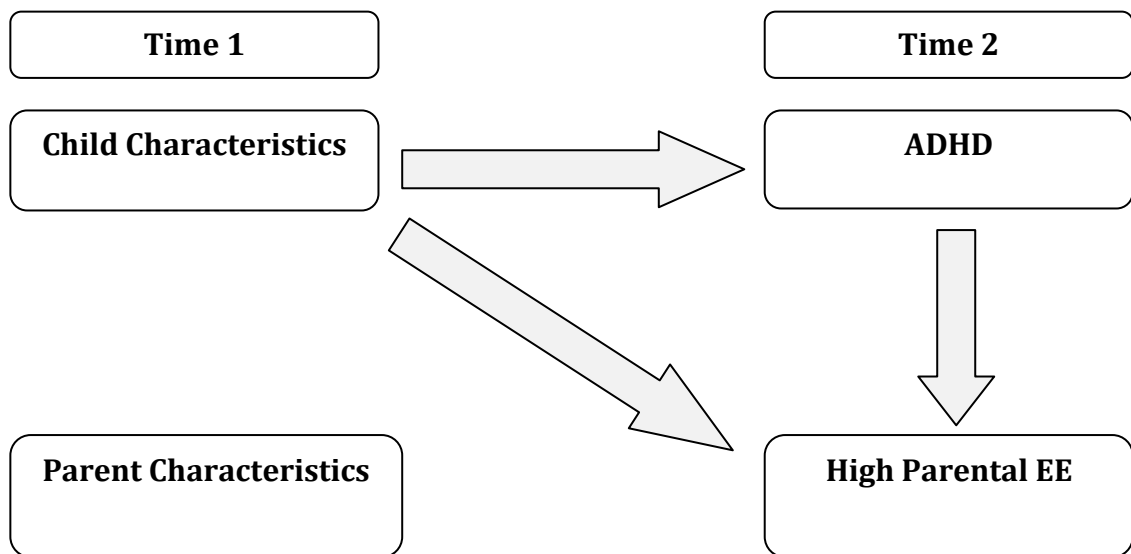 Time 1
Time 2
Child Characteristics
ADHD
Parent Characteristics
High Parental EE